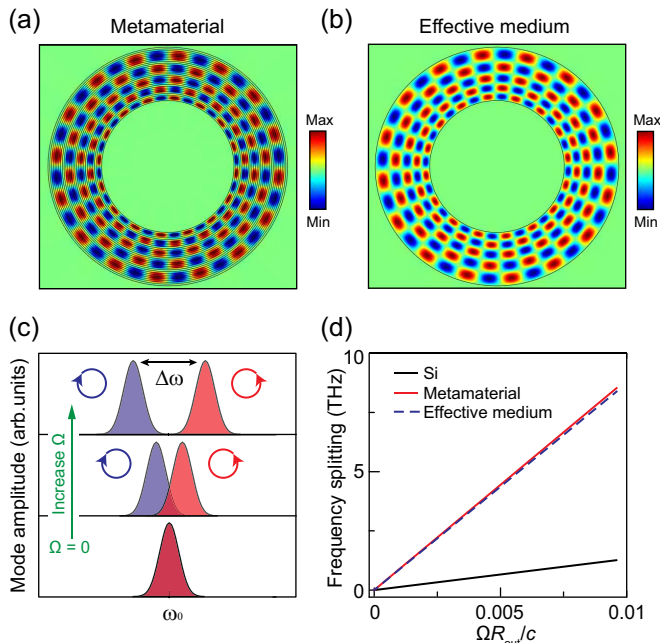 (a) Metamaterial
Max
Min
(b) Effective medium
Max
Min
(c)
Mode amplitude (arb.units)
Increase Ω
Ω = 0
Δω
ω₀
(d)
Frequency splitting (THz)
10
5
0
Si
Metamaterial
Effective medium
0 0.005 0.01
ΩR_out/c